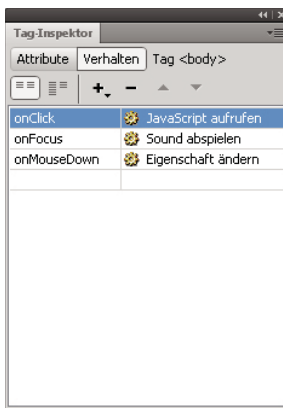 Tag-Inspektor
Attribute Verhalten Tag <body>
onClick JavaScript aufrufen
onFocus Sound abspielen
onMouseDown Eigenschaft ändern